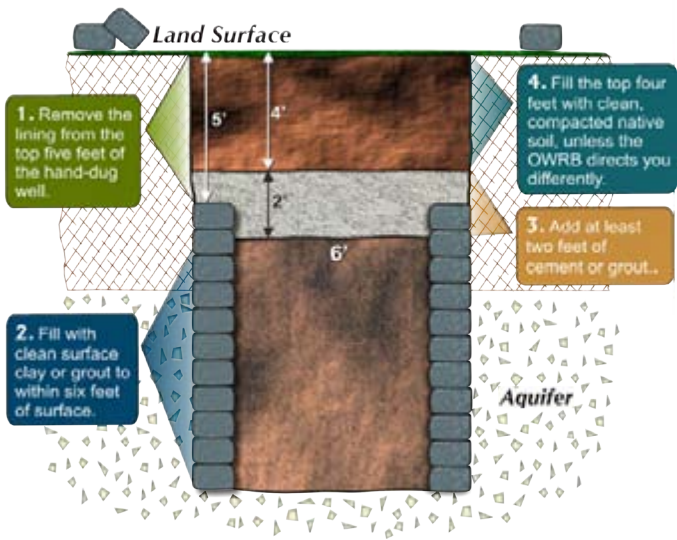 Land Surface
1. Remove the
lining from the
top five feet of
the hand-dug
well.
5'
4'
2'
6'
4. Fill the top four
feet with clean,
compacted native
soil, unless the
OWRB directs you
differently.
3. Add at least
two feet of
cement or grout..
2. Fill with
clean surface
clay or grout to
within six feet
of surface.
Aquifer